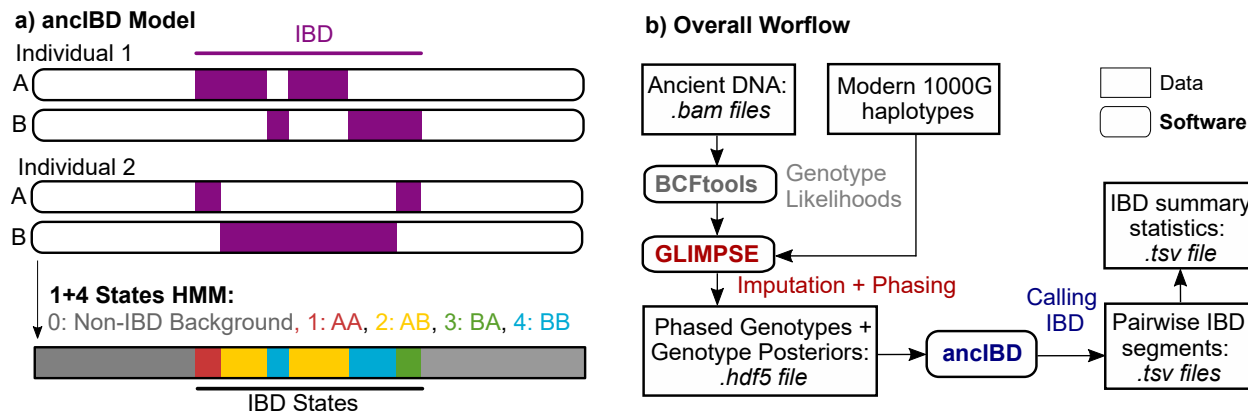 a) ancIBD Model
IBD
Individual 1
A
B
Individual 2
A
B
1+4 States HMM:
0: Non-IBD Background, 1: AA, 2: AB, 3: BA, 4: BB
IBD States
b) Overall Worflow
Ancient DNA:
.bam files
Modern 1000G
haplotypes
Data
Software
BCFtools
Genotype
Likelihoods
GLIMPSE
Imputation + Phasing
Phased Genotypes +
Genotype Posteriors:
.hdf5 file
ancIBD
Calling
IBD
IBD summary
statistics:
.tsv file
Pairwise IBD
segments:
.tsv files